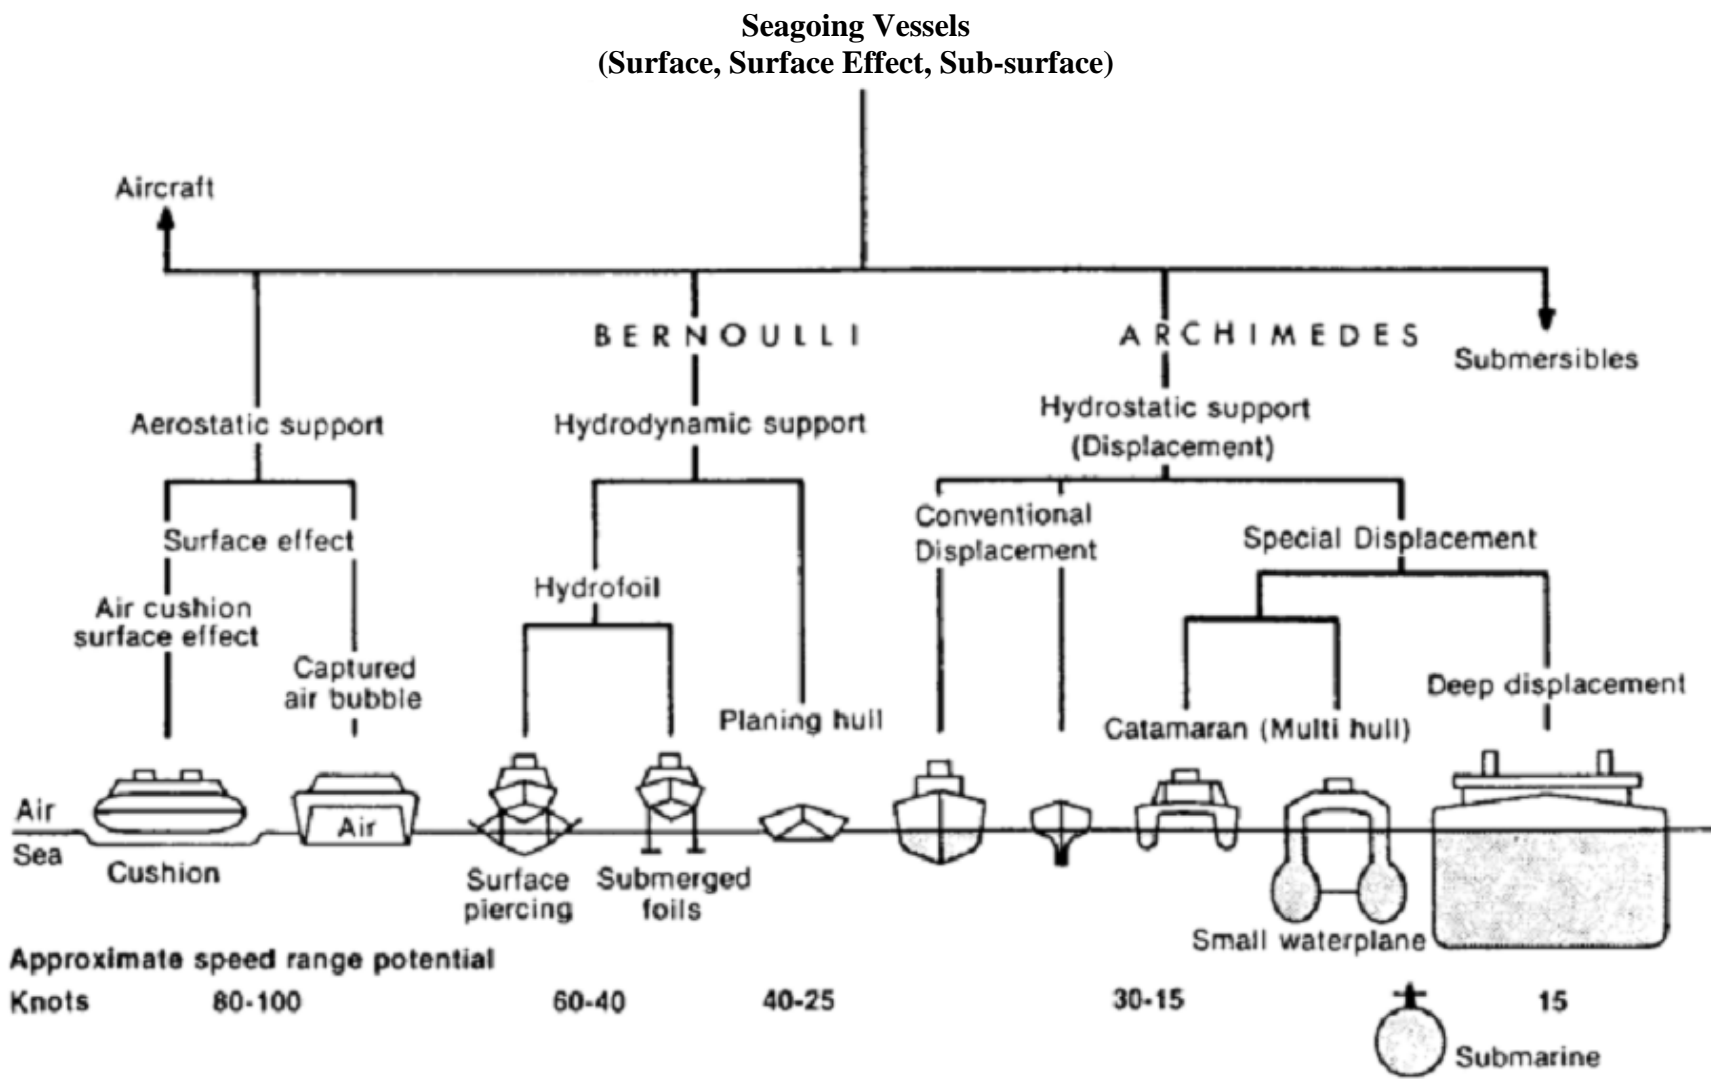 Seagoing Vessels
(Surface, Surface Effect, Sub-surface)
Aircraft
BERNOULLI
ARCHIMEDES
Submersibles
Aerostatic support
Hydrodynamic support
Hydrostatic support
(Displacement)
Surface effect
Conventional
Displacement
Special Displacement
Air cushion
surface effect
Hydrofoil
Captured
air bubble
Planing hull
Catamaran (Multi hull)
Deep displacement
Air
Sea
Air
Cushion
Surface
piercing
Submerged
foils
Small waterplane
Approximate speed range potential
Knots
80-100
60-40
40-25
30-15
15
Submarine